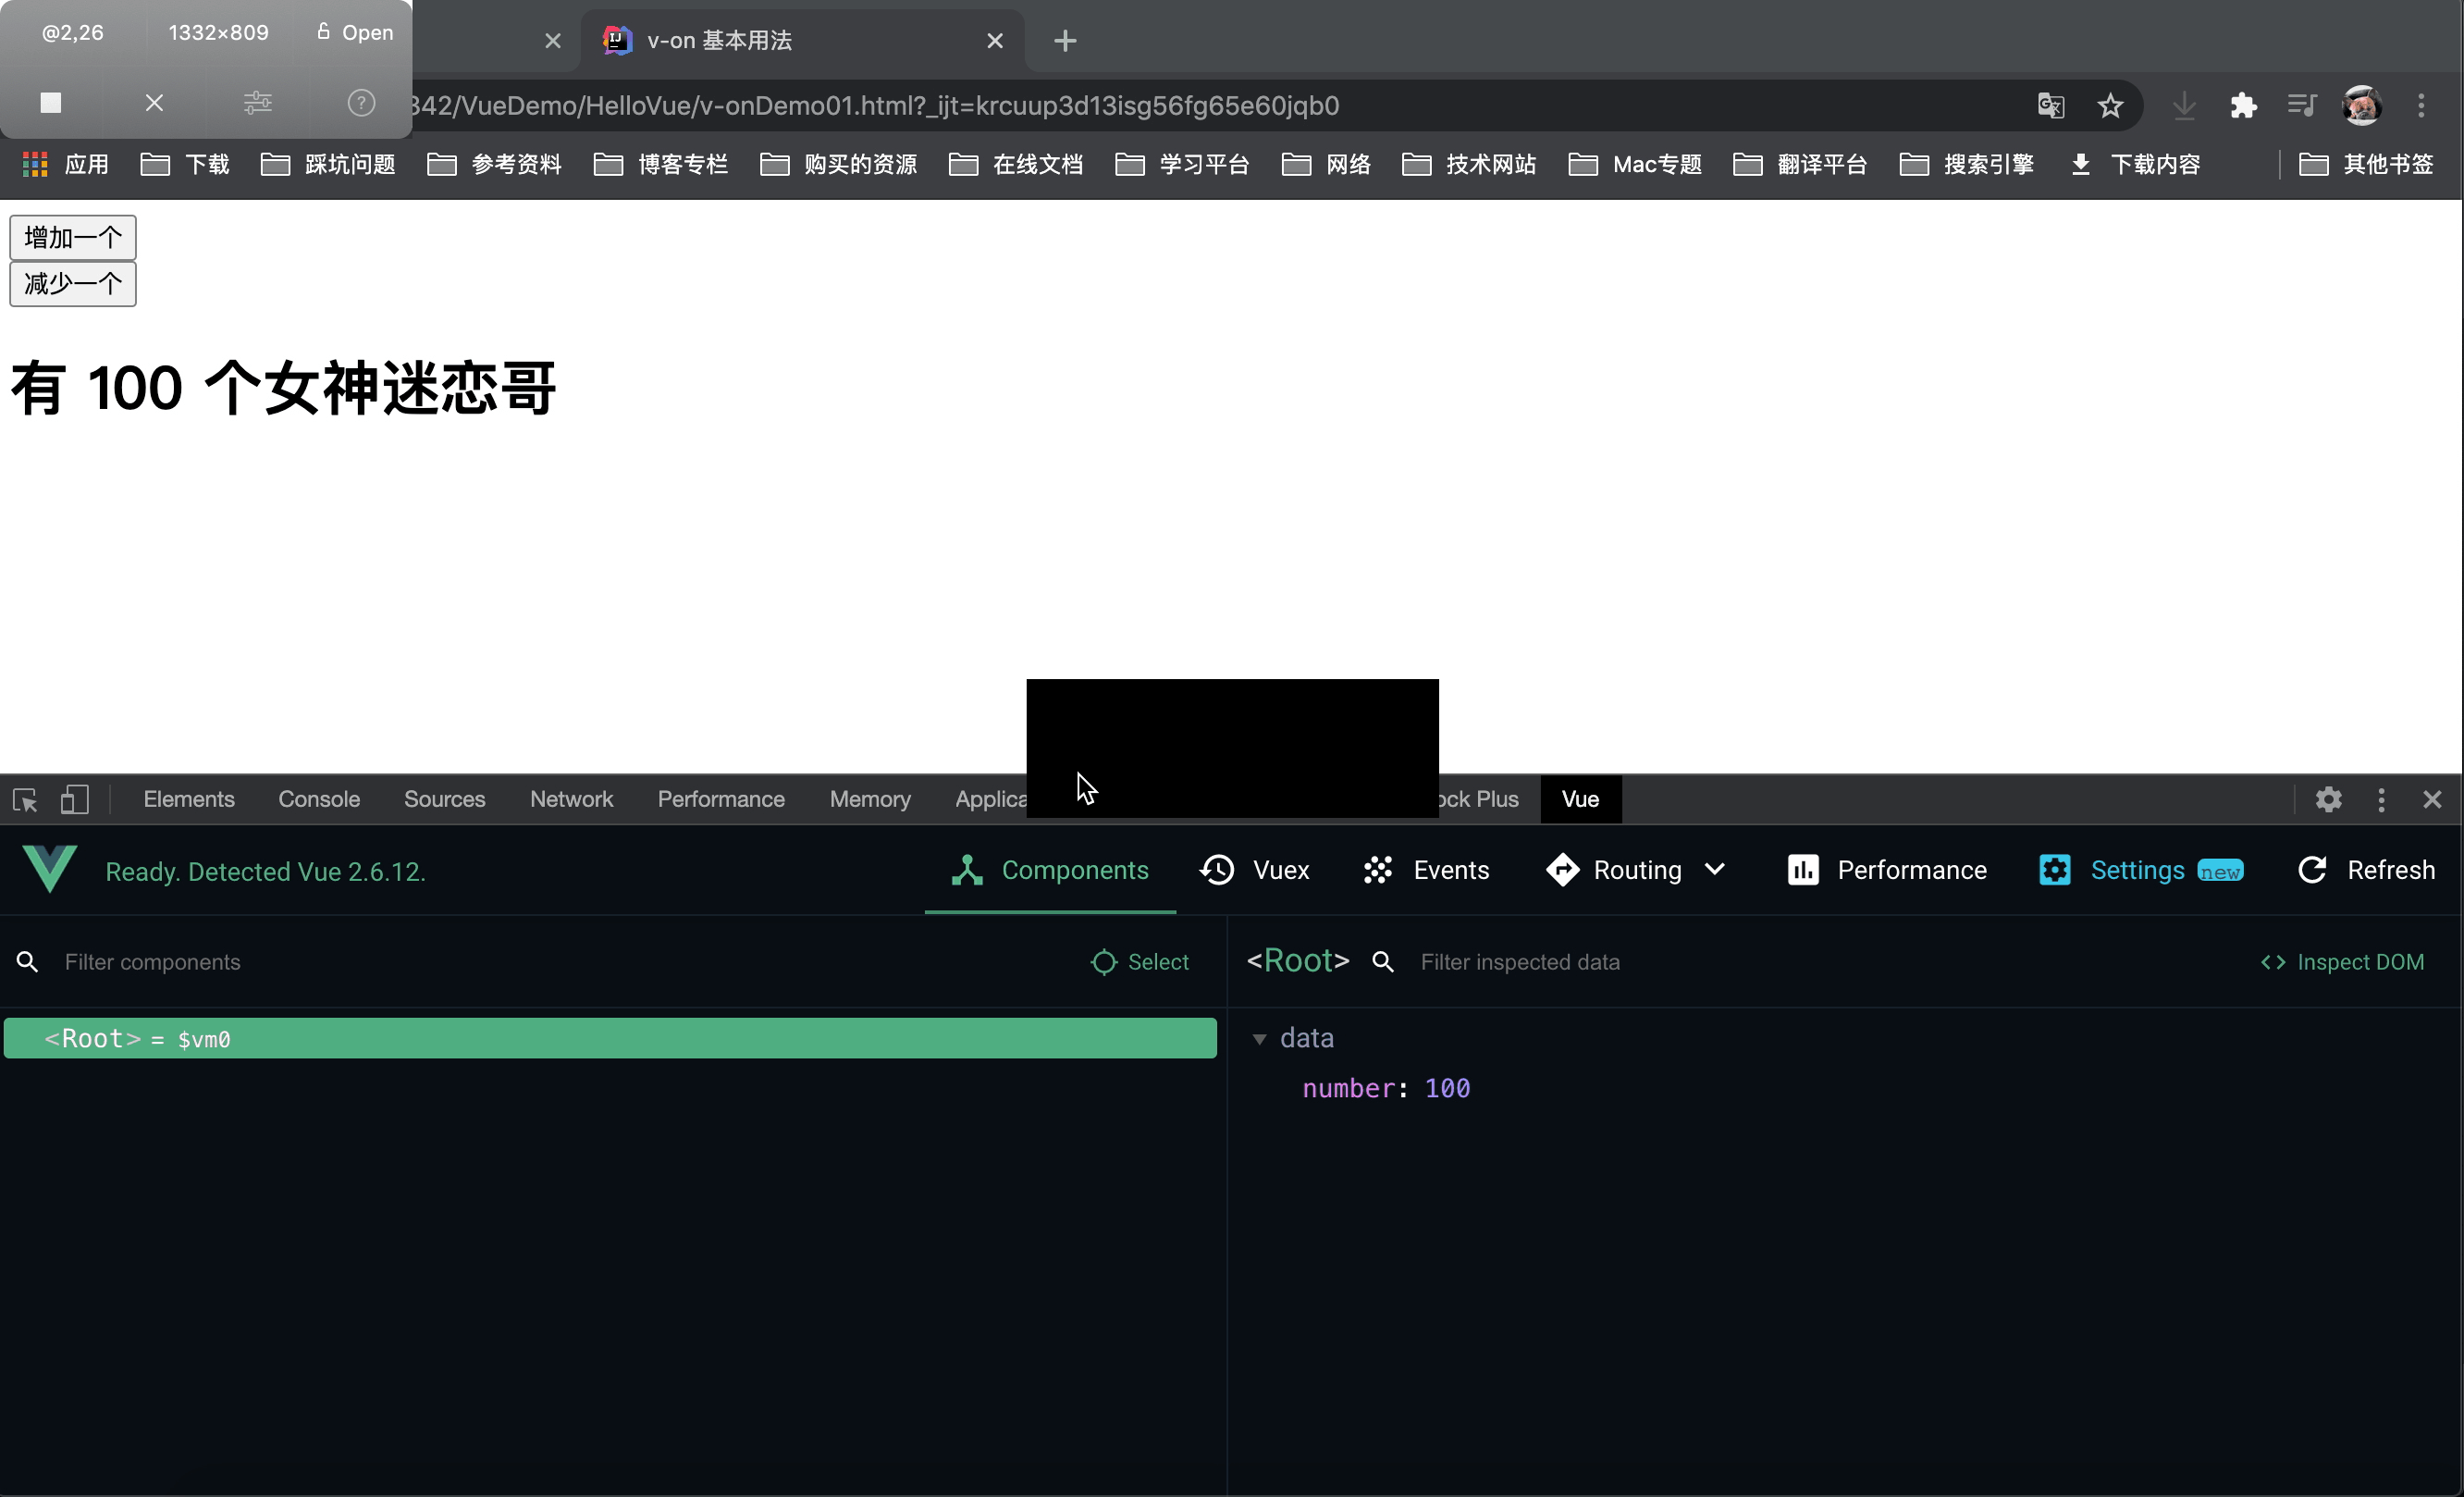 @2,26 1332×809 Open
v-on 基本用法
342/VueDemo/HelloVue/v-onDemo01.html?_ijt=krcuup3d13isg56fg65e60jqb0
应用 下载 踩坑问题 参考资料 博客专栏 购买的资源 在线文档 学习平台 网络 技术网站 Mac专题 翻译平台 搜索引擎 下载内容 其他书签
增加一个
减少一个
有 100 个女神迷恋哥
Elements Console Sources Network Performance Memory Applica ock Plus Vue
Ready. Detected Vue 2.6.12. Components Vuex Events Routing Performance Settings new Refresh
Filter components Select <Root> Filter inspected data <> Inspect DOM
<Root> = $vm0
data
number: 100